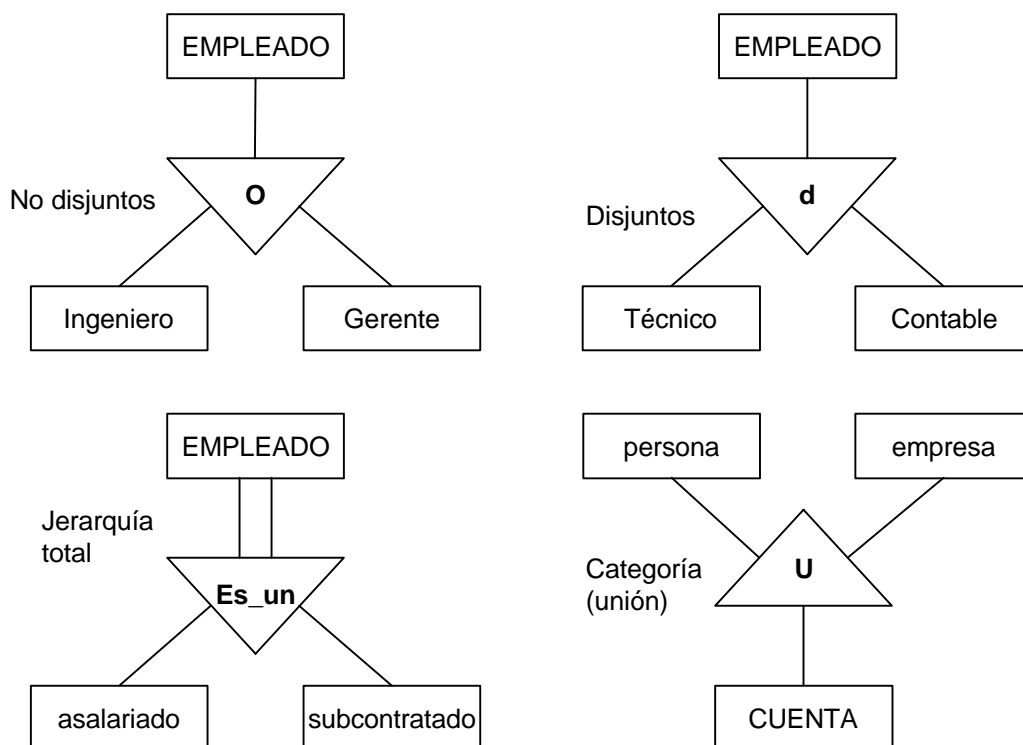 EMPLEADO
No disjuntos
O
Ingeniero
Gerente
EMPLEADO
Disjuntos
d
Técnico
Contable
EMPLEADO
Jerarquía
total
Es_un
asalariado
subcontratado
persona
empresa
Categoría
(unión)
U
CUENTA